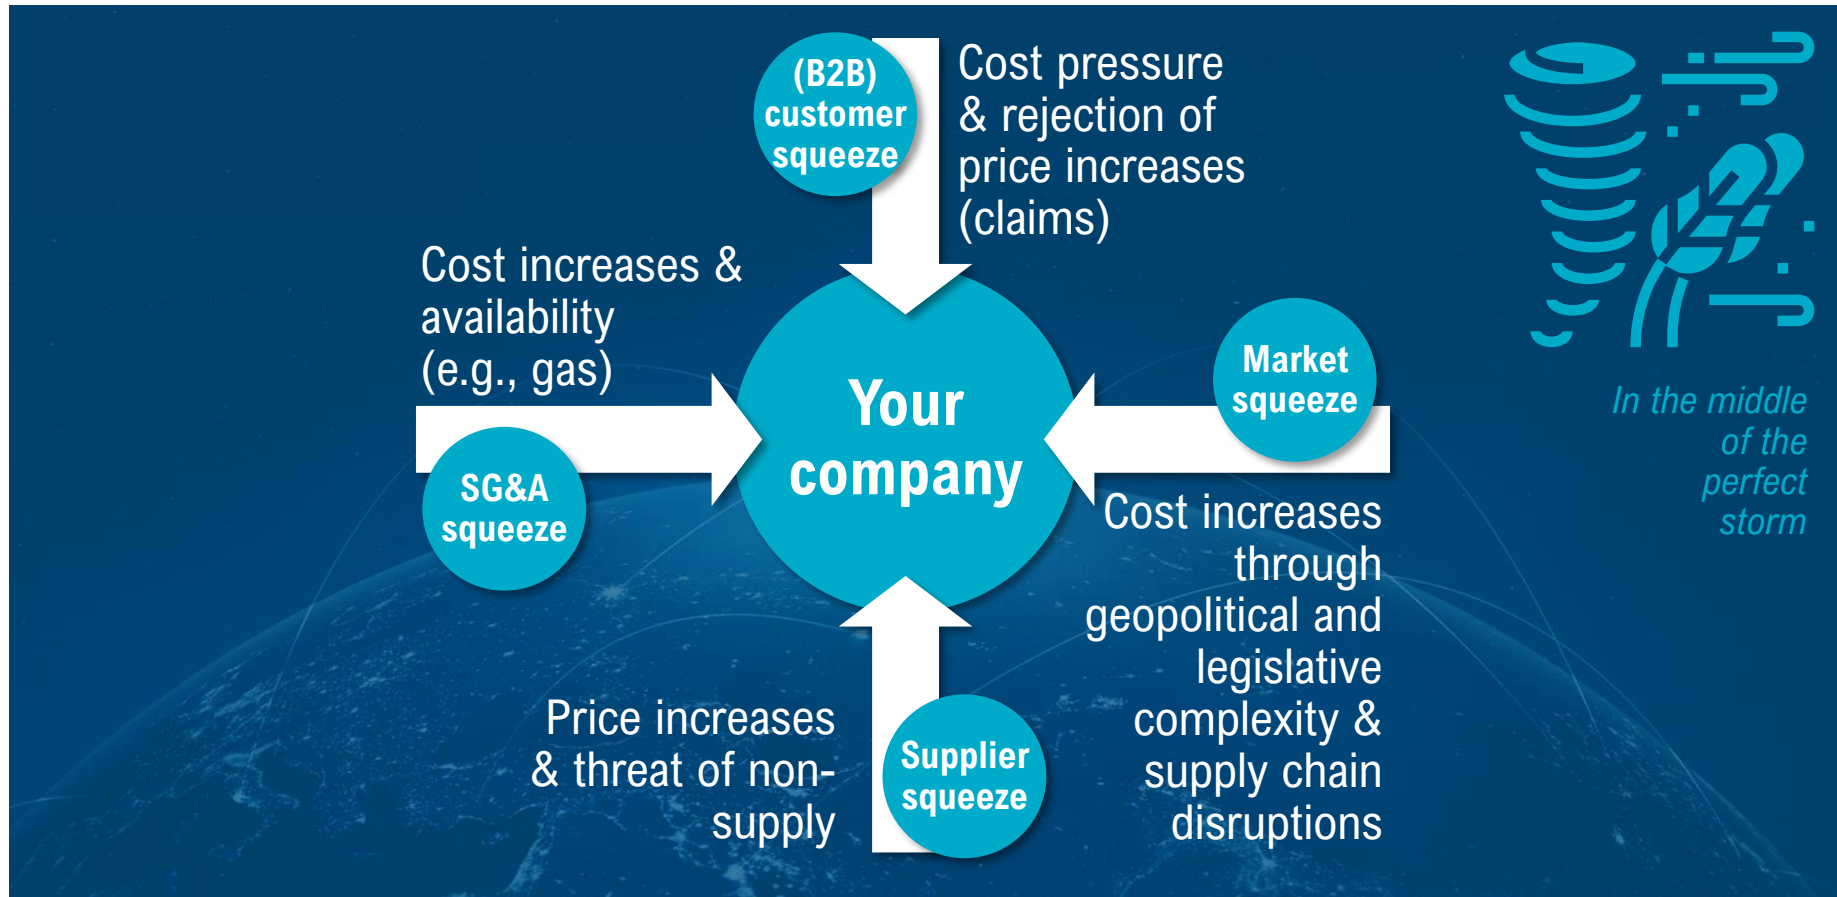 (B2B)
customer
squeeze
Cost pressure
& rejection of
price increases
(claims)
Cost increases &
availability
(e.g., gas)
SG&A
squeeze
Your
company
Market
squeeze
Cost increases
through
geopolitical and
legislative
complexity &
supply chain
disruptions
Price increases
& threat of non-
supply
Supplier
squeeze
In the middle
of the
perfect
storm